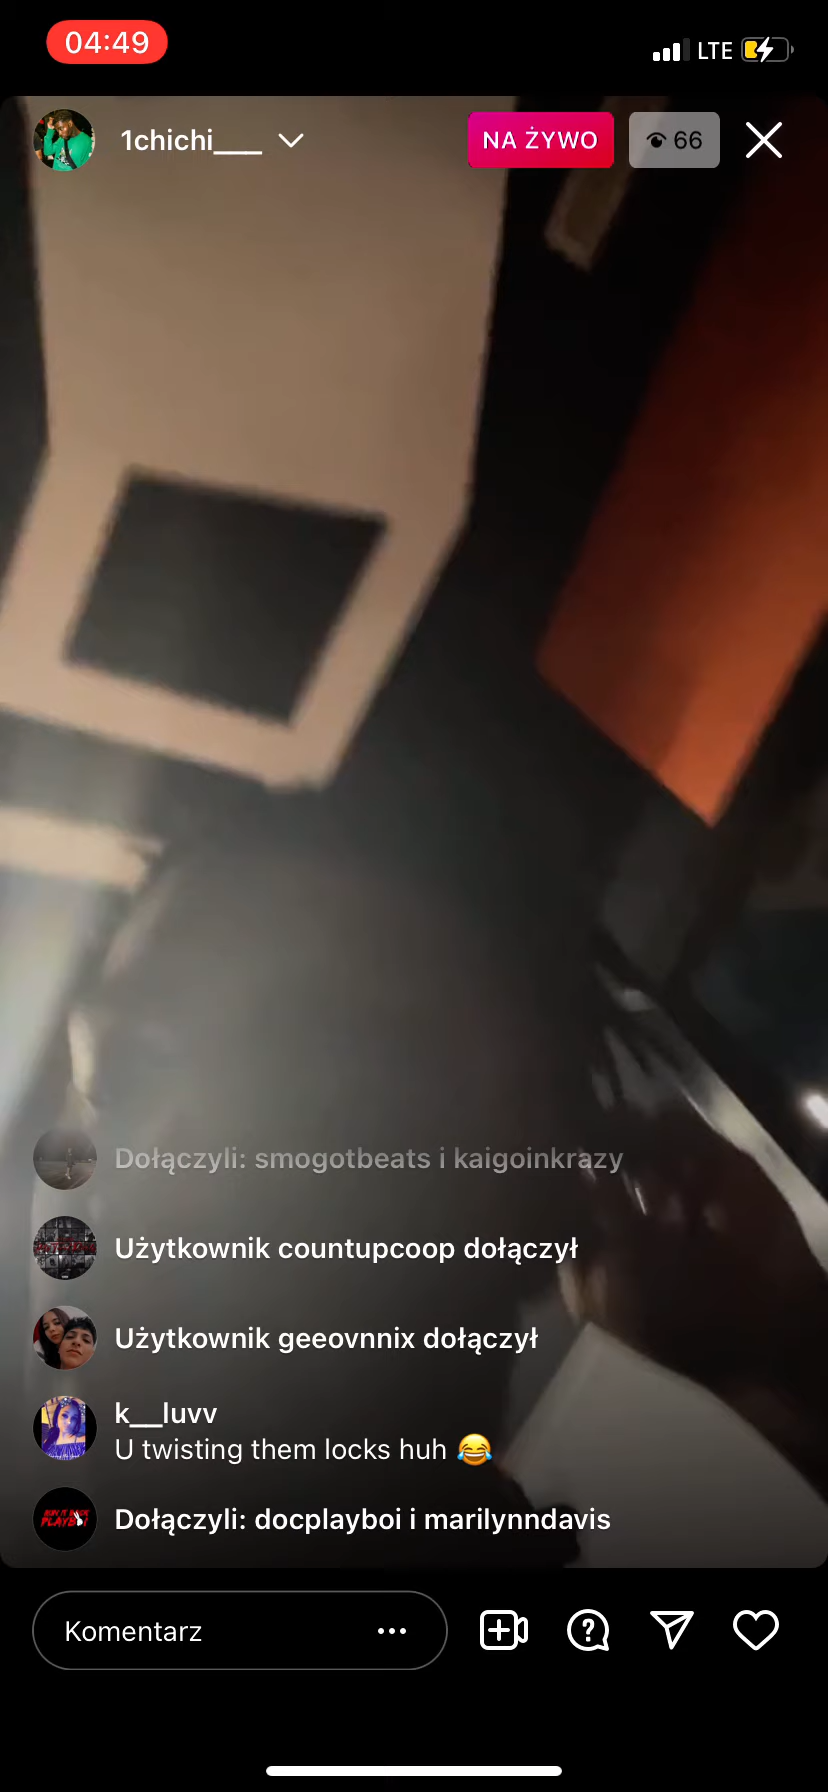 04:49
LTE
1chichi___
NA ŻYWO
66
Dołączyli: smogotbeats i kaigoinkrazy
Użytkownik countupcoop dołączył
Użytkownik geeovnnix dołączył
k__luvv
U twisting them locks huh 😂
Dołączyli: docplayboi i marilynndavis
Komentarz